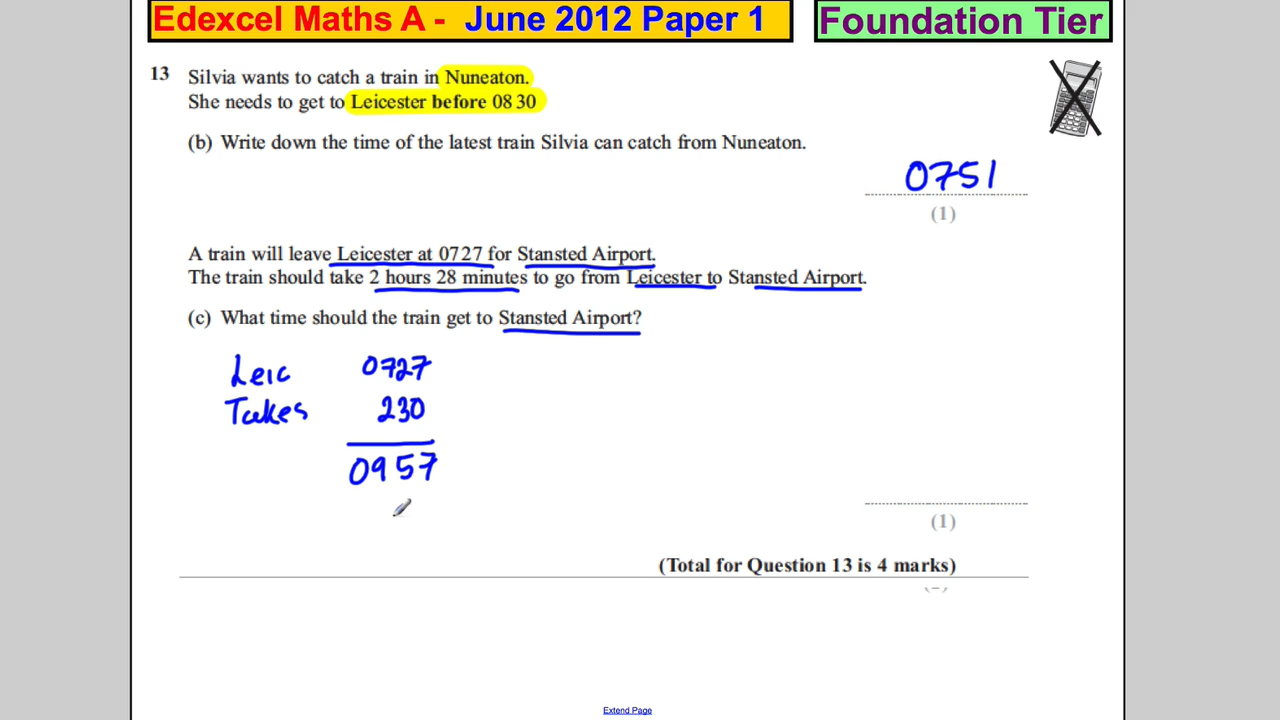 Edexcel Maths A - June 2012 Paper 1
Foundation Tier
13 Silvia wants to catch a train in Nuneaton.
She needs to get to Leicester before 08 30
(b) Write down the time of the latest train Silvia can catch from Nuneaton.
0751
(1)
A train will leave Leicester at 07 27 for Stansted Airport.
The train should take 2 hours 28 minutes to go from Leicester to Stansted Airport.
(c) What time should the train get to Stansted Airport?
Leic 0727
Takes 230
0957
(1)
(Total for Question 13 is 4 marks)
Extend Page